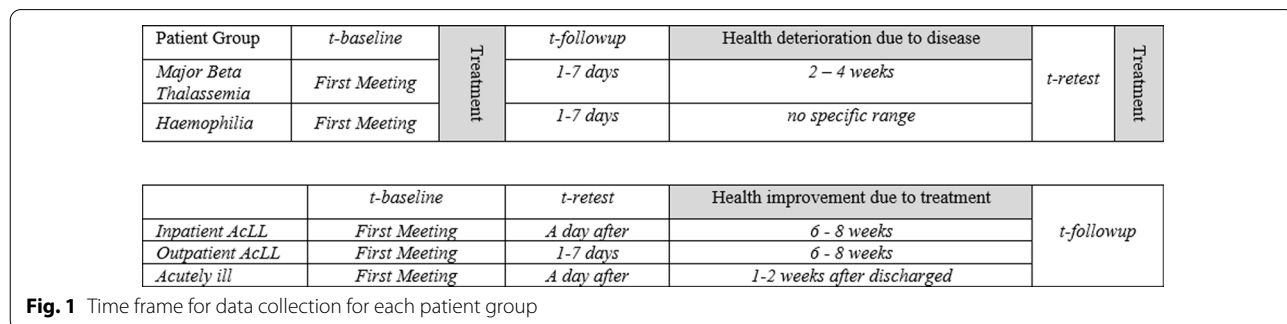 Patient Group t-baseline Treatment t-followup Health deterioration due to disease t-retest Treatment
Major Beta
Thalassemia First Meeting 1-7 days 2 – 4 weeks
Haemophilia First Meeting 1-7 days no specific range
t-baseline t-retest Health improvement due to treatment t-followup
Inpatient AcLL First Meeting A day after 6 - 8 weeks
Outpatient AcLL First Meeting 1-7 days 6 - 8 weeks
Acutely ill First Meeting A day after 1-2 weeks after discharged
Fig. 1 Time frame for data collection for each patient group